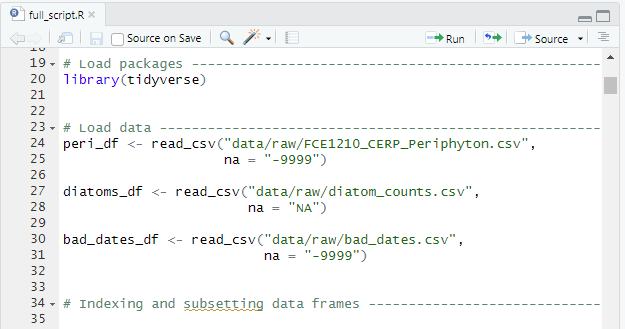 full_script.R
Source on Save Run Source
19 # Load packages ------------------------------------------------------
20 library(tidyverse)
21
22
23 # Load data ----------------------------------------------------------
24 peri_df <- read_csv("data/raw/FCE1210_CERP_Periphyton.csv",
25 na = "-9999")
26
27 diatoms_df <- read_csv("data/raw/diatom_counts.csv",
28 na = "NA")
29
30 bad_dates_df <- read_csv("data/raw/bad_dates.csv",
31 na = "-9999")
32
33
34 # Indexing and subsetting data frames -----------------------------
35